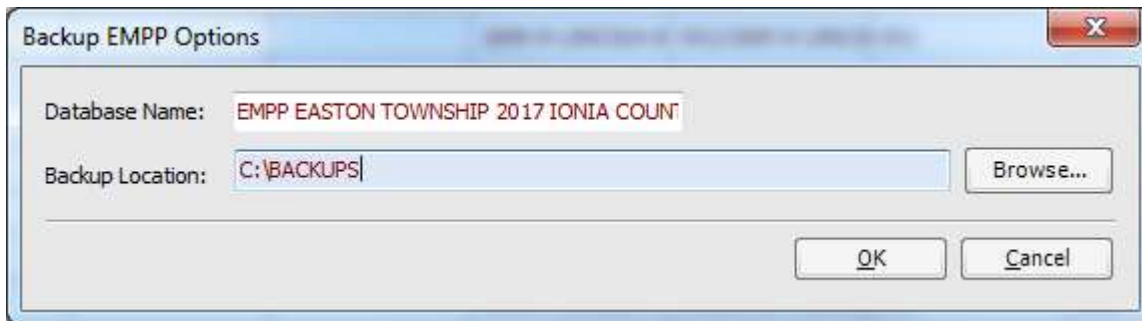 Backup EMPP Options
Database Name: EMPP EASTON TOWNSHIP 2017 IONIA COUNT
Backup Location: C:\BACKUPS Browse...
OK Cancel